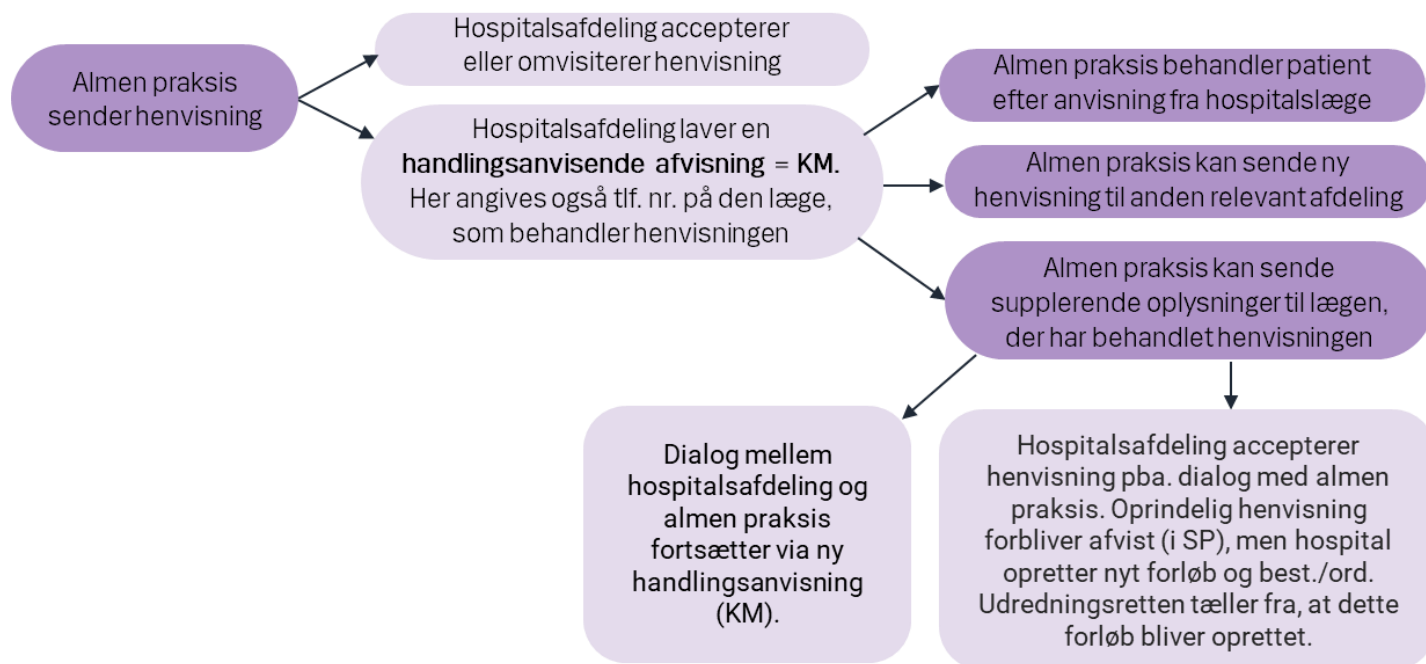 Almen praksis
sender henvisning
Hospitalsafdeling accepterer
eller omvisiterer henvisning
Hospitalsafdeling laver en
handlingsanvisende afvisning = KM.
Her angives også tlf. nr. på den læge,
som behandler henvisningen
Almen praksis behandler patient
efter anvisning fra hospitalslæge
Almen praksis kan sende ny
henvisning til anden relevant afdeling
Almen praksis kan sende
supplerende oplysninger til lægen,
der har behandlet henvisningen
Dialog mellem
hospitalsafdeling og
almen praksis
fortsætter via ny
handlingsanvisning
(KM).
Hospitalsafdeling accepterer
henvisning pba. dialog med almen
praksis. Oprindelig henvisning
forbliver afvist (i SP), men hospital
opretter nyt forløb og best./ord.
Udredningsretten tæller fra, at dette
forløb bliver oprettet.